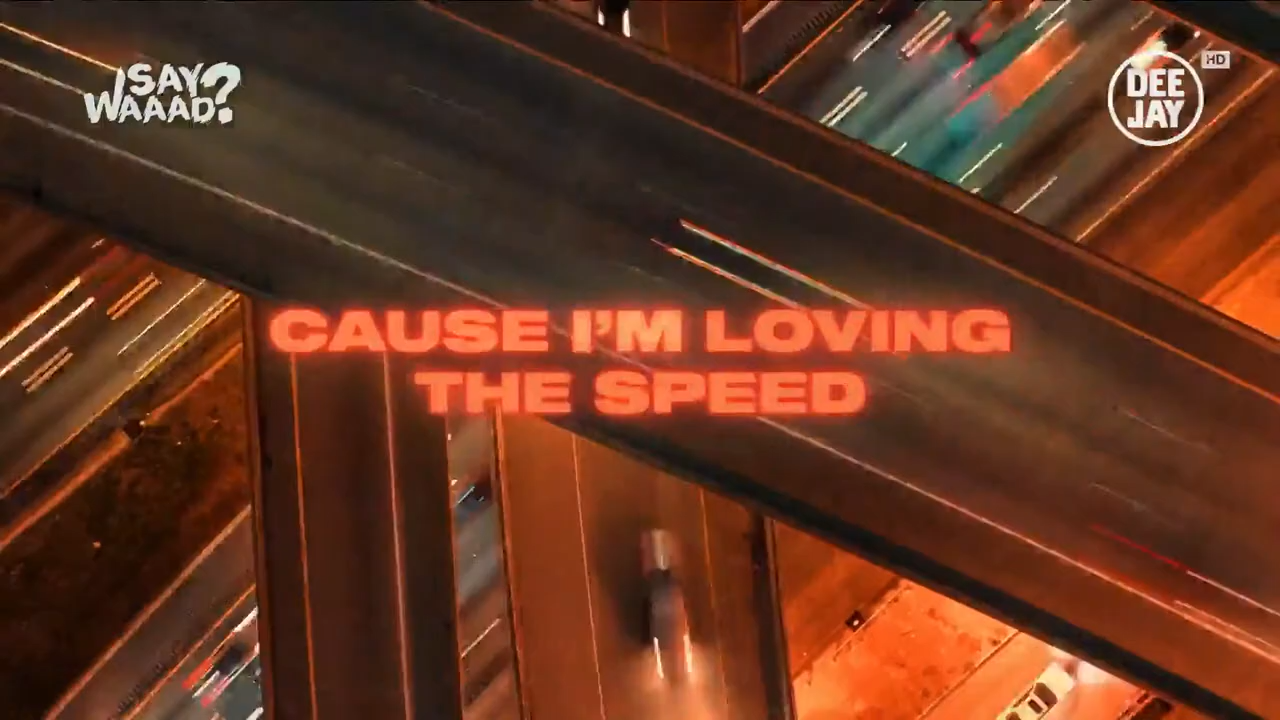 SAY
WAAAD?
DEE
JAY
HD
CAUSE I'M LOVING
THE SPEED